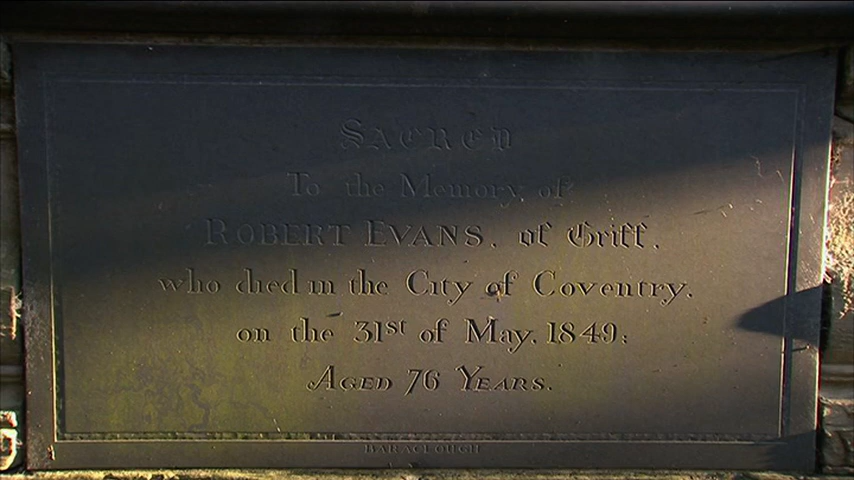 SACRED
To the Memory of
ROBERT EVANS, of Griff,
who died in the City of Coventry,
on the 31st of May, 1849;
AGED 76 YEARS.
BARACLOUGH